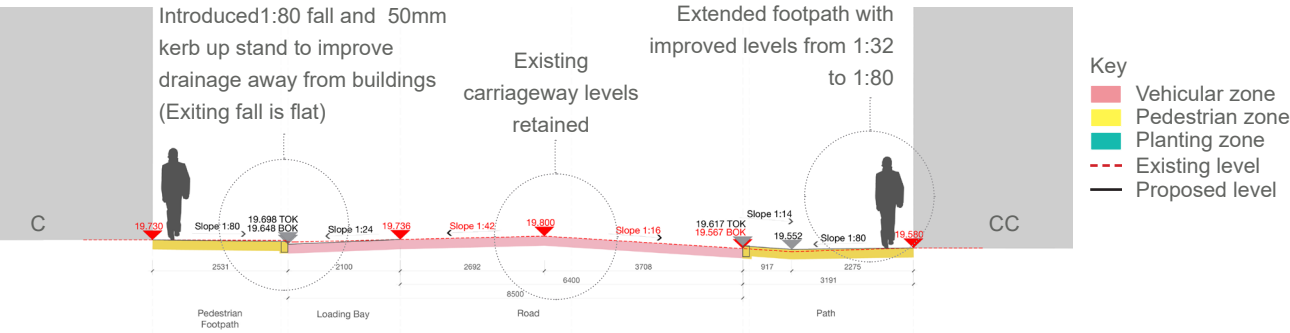 Introduced1:80 fall and 50mm
kerb up stand to improve
drainage away from buildings
(Exiting fall is flat)
Existing
carriageway levels
retained
Extended footpath with
improved levels from 1:32
to 1:80
Key
Vehicular zone
Pedestrian zone
Planting zone
Existing level
Proposed level
C
CC
19.730
Slope 1:80
19.698 TOK
19.648 BOK
Slope 1:24
19.736
Slope 1:42
19.800
Slope 1:16
19.617 TOK
19.567 BOK
Slope 1:14
19.552
Slope 1:80
19.580
2531
2100
2692
3708
917
2275
6400
3191
8500
Pedestrian
Footpath
Loading Bay
Road
Path